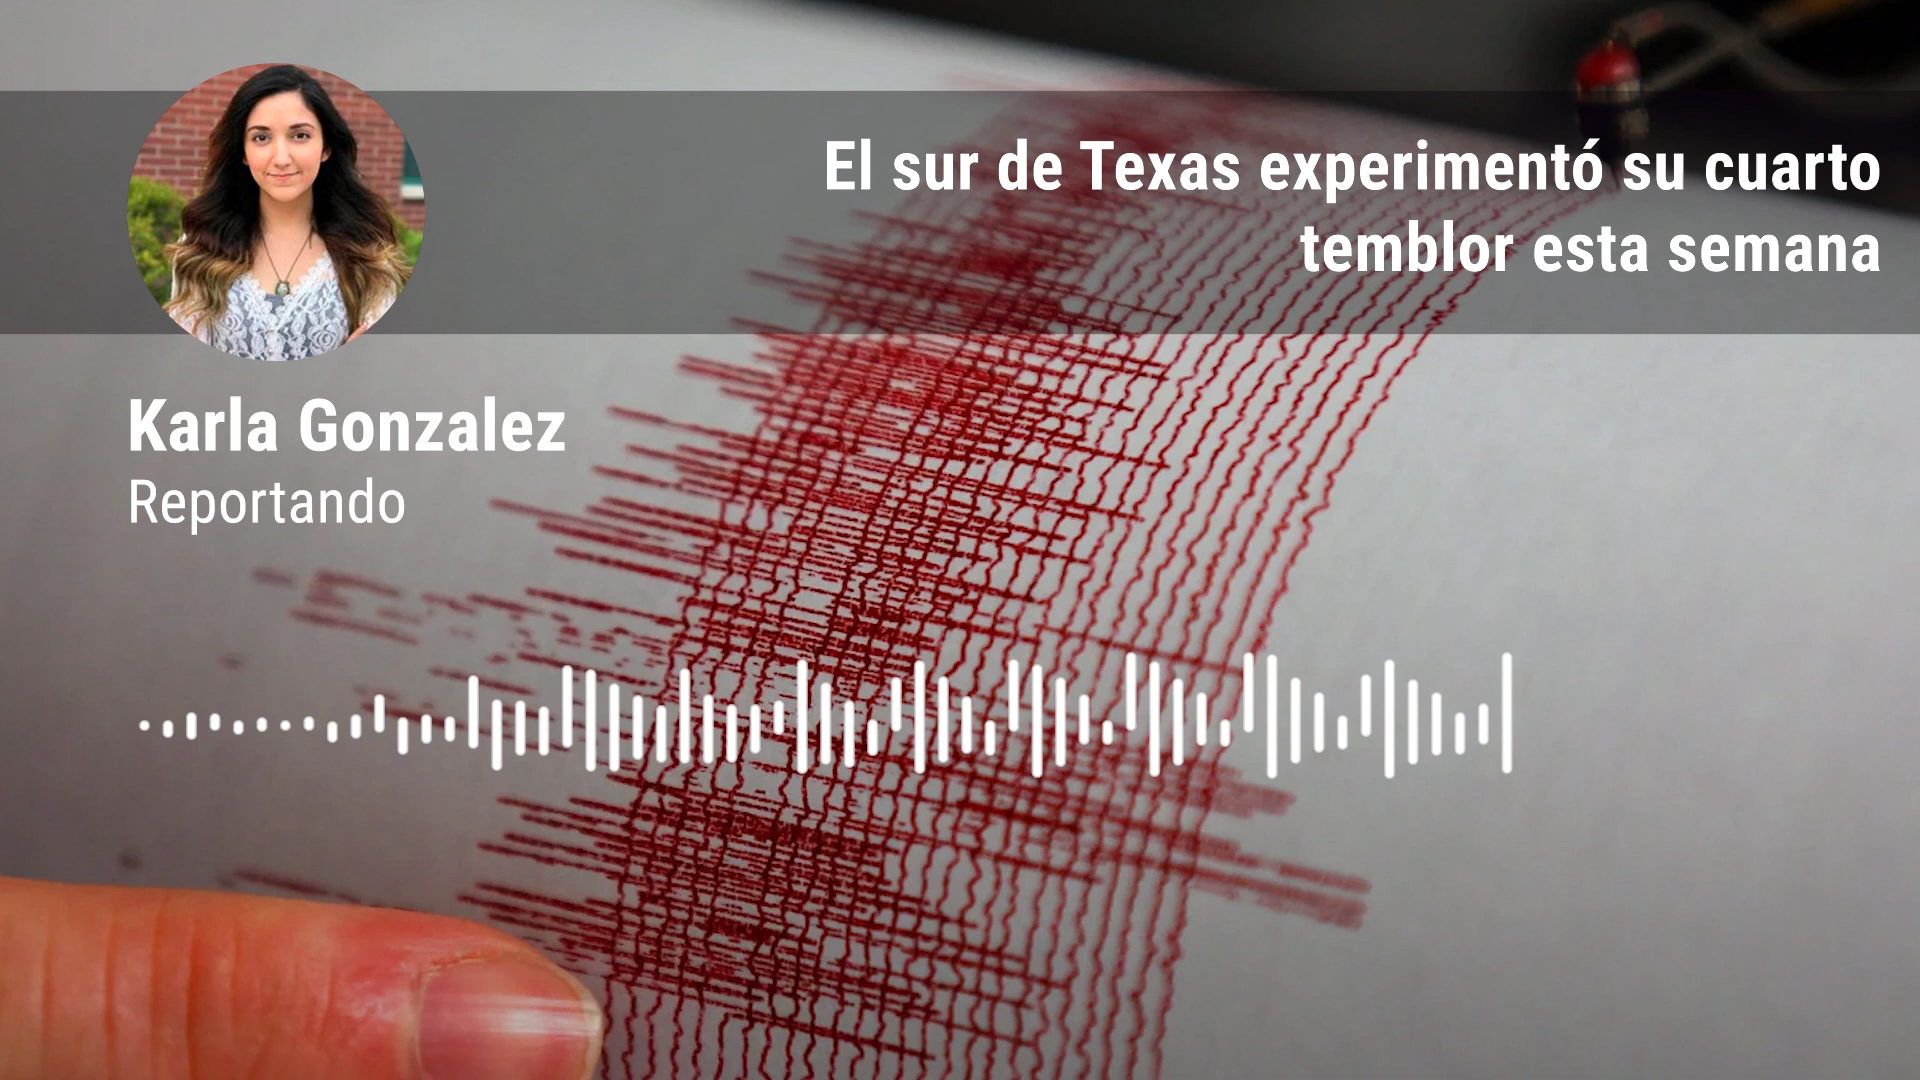 El sur de Texas experimentó su cuarto
temblor esta semana
Karla Gonzalez
Reportando